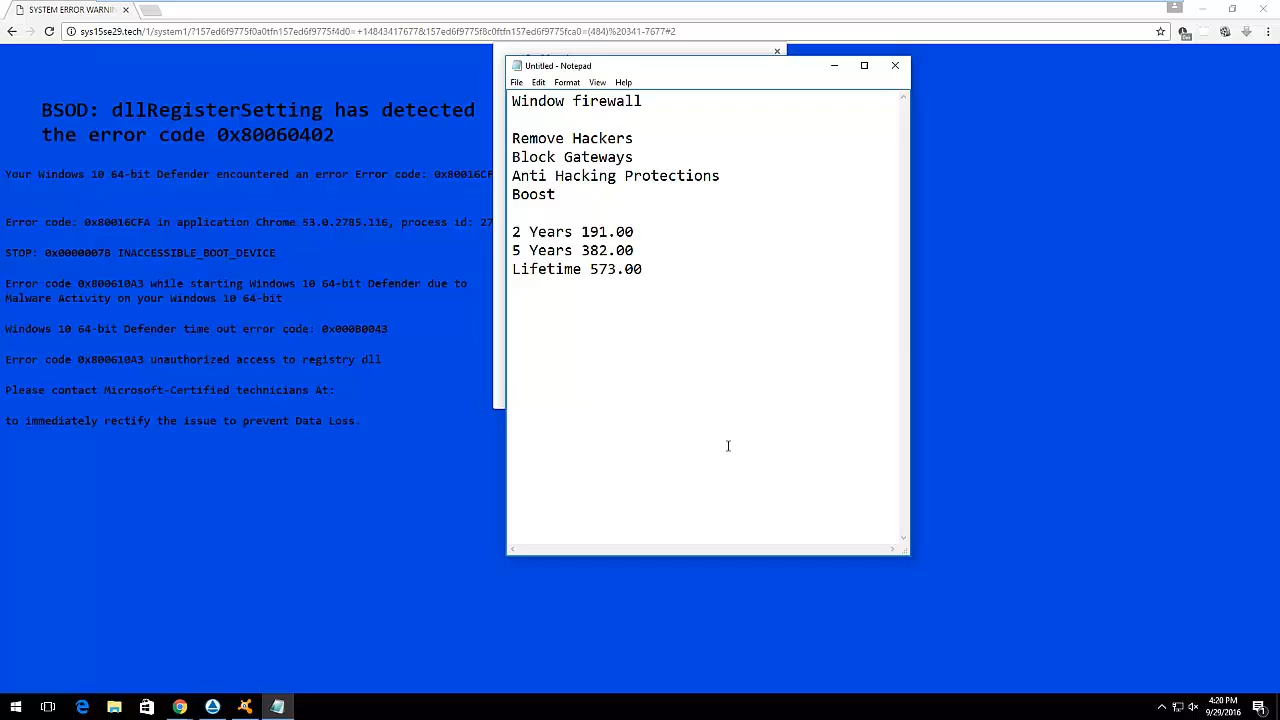 SYSTEM ERROR WARNIN
sys15se29.tech/1/system1/?157ed6f9775f0a0tfn157ed6f9775f4d0=+14843417677&157ed6f9775f8c0ftfn157ed6f9775fca0=(484)%20341-7677#2
BSOD: dllRegisterSetting has detected
the error code 0x80060402
Your Windows 10 64-bit Defender encountered an error Error code: 0x80016CF
Error code: 0x80016CFA in application Chrome 53.0.2785.116, process id: 27
STOP: 0x0000007B INACCESSIBLE_BOOT_DEVICE
Error code 0x800610A3 while starting Windows 10 64-bit Defender due to
Malware Activity on your Windows 10 64-bit
Windows 10 64-bit Defender time out error code: 0x000B0043
Error code 0x800610A3 unauthorized access to registry dll
Please contact Microsoft-Certified technicians At:
to immediately rectify the issue to prevent Data Loss.
Untitled - Notepad
File Edit Format View Help
Window firewall
Remove Hackers
Block Gateways
Anti Hacking Protections
Boost
2 Years 191.00
5 Years 382.00
Lifetime 573.00
4:20 PM
9/29/2016